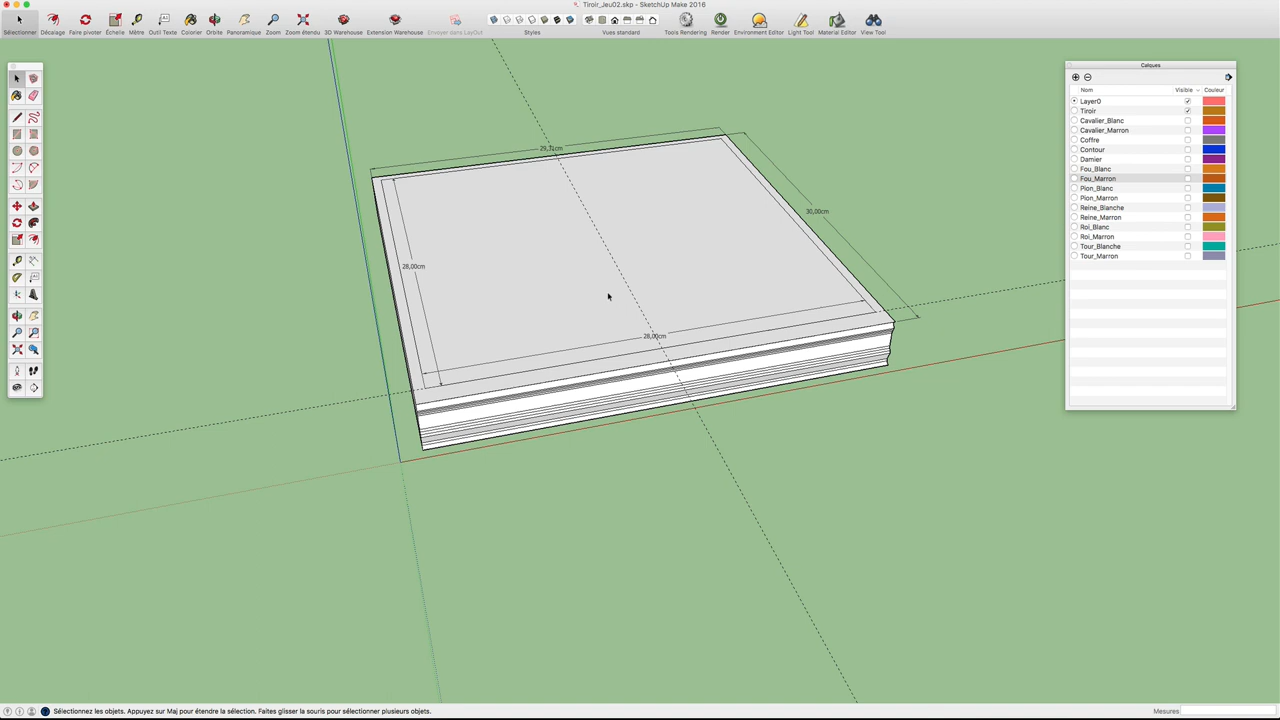 Tiroir_Jeu02.skp - SketchUp Make 2016
Sélectionner Décalage Faire pivoter Échelle Mètre Outil Texte Colorier Orbite Panoramique Zoom Zoom étendu 3D Warehouse Extension Warehouse Envoyer dans LayOut Styles Vues standard Tools Rendering Render Environment Editor Light Tool Material Editor View Tool
Calques
Nom Visible Couleur
Layer0
Tiroir
Cavalier_Blanc
Cavalier_Marron
Coffre
Contour
Damier
Fou_Blanc
Fou_Marron
Pion_Blanc
Pion_Marron
Reine_Blanche
Reine_Marron
Roi_Blanc
Roi_Marron
Tour_Blanche
Tour_Marron
30,00cm
28,00cm
28,00cm
Sélectionnez les objets. Appuyez sur Maj pour étendre la sélection. Faites glisser la souris pour sélectionner plusieurs objets.
Mesures